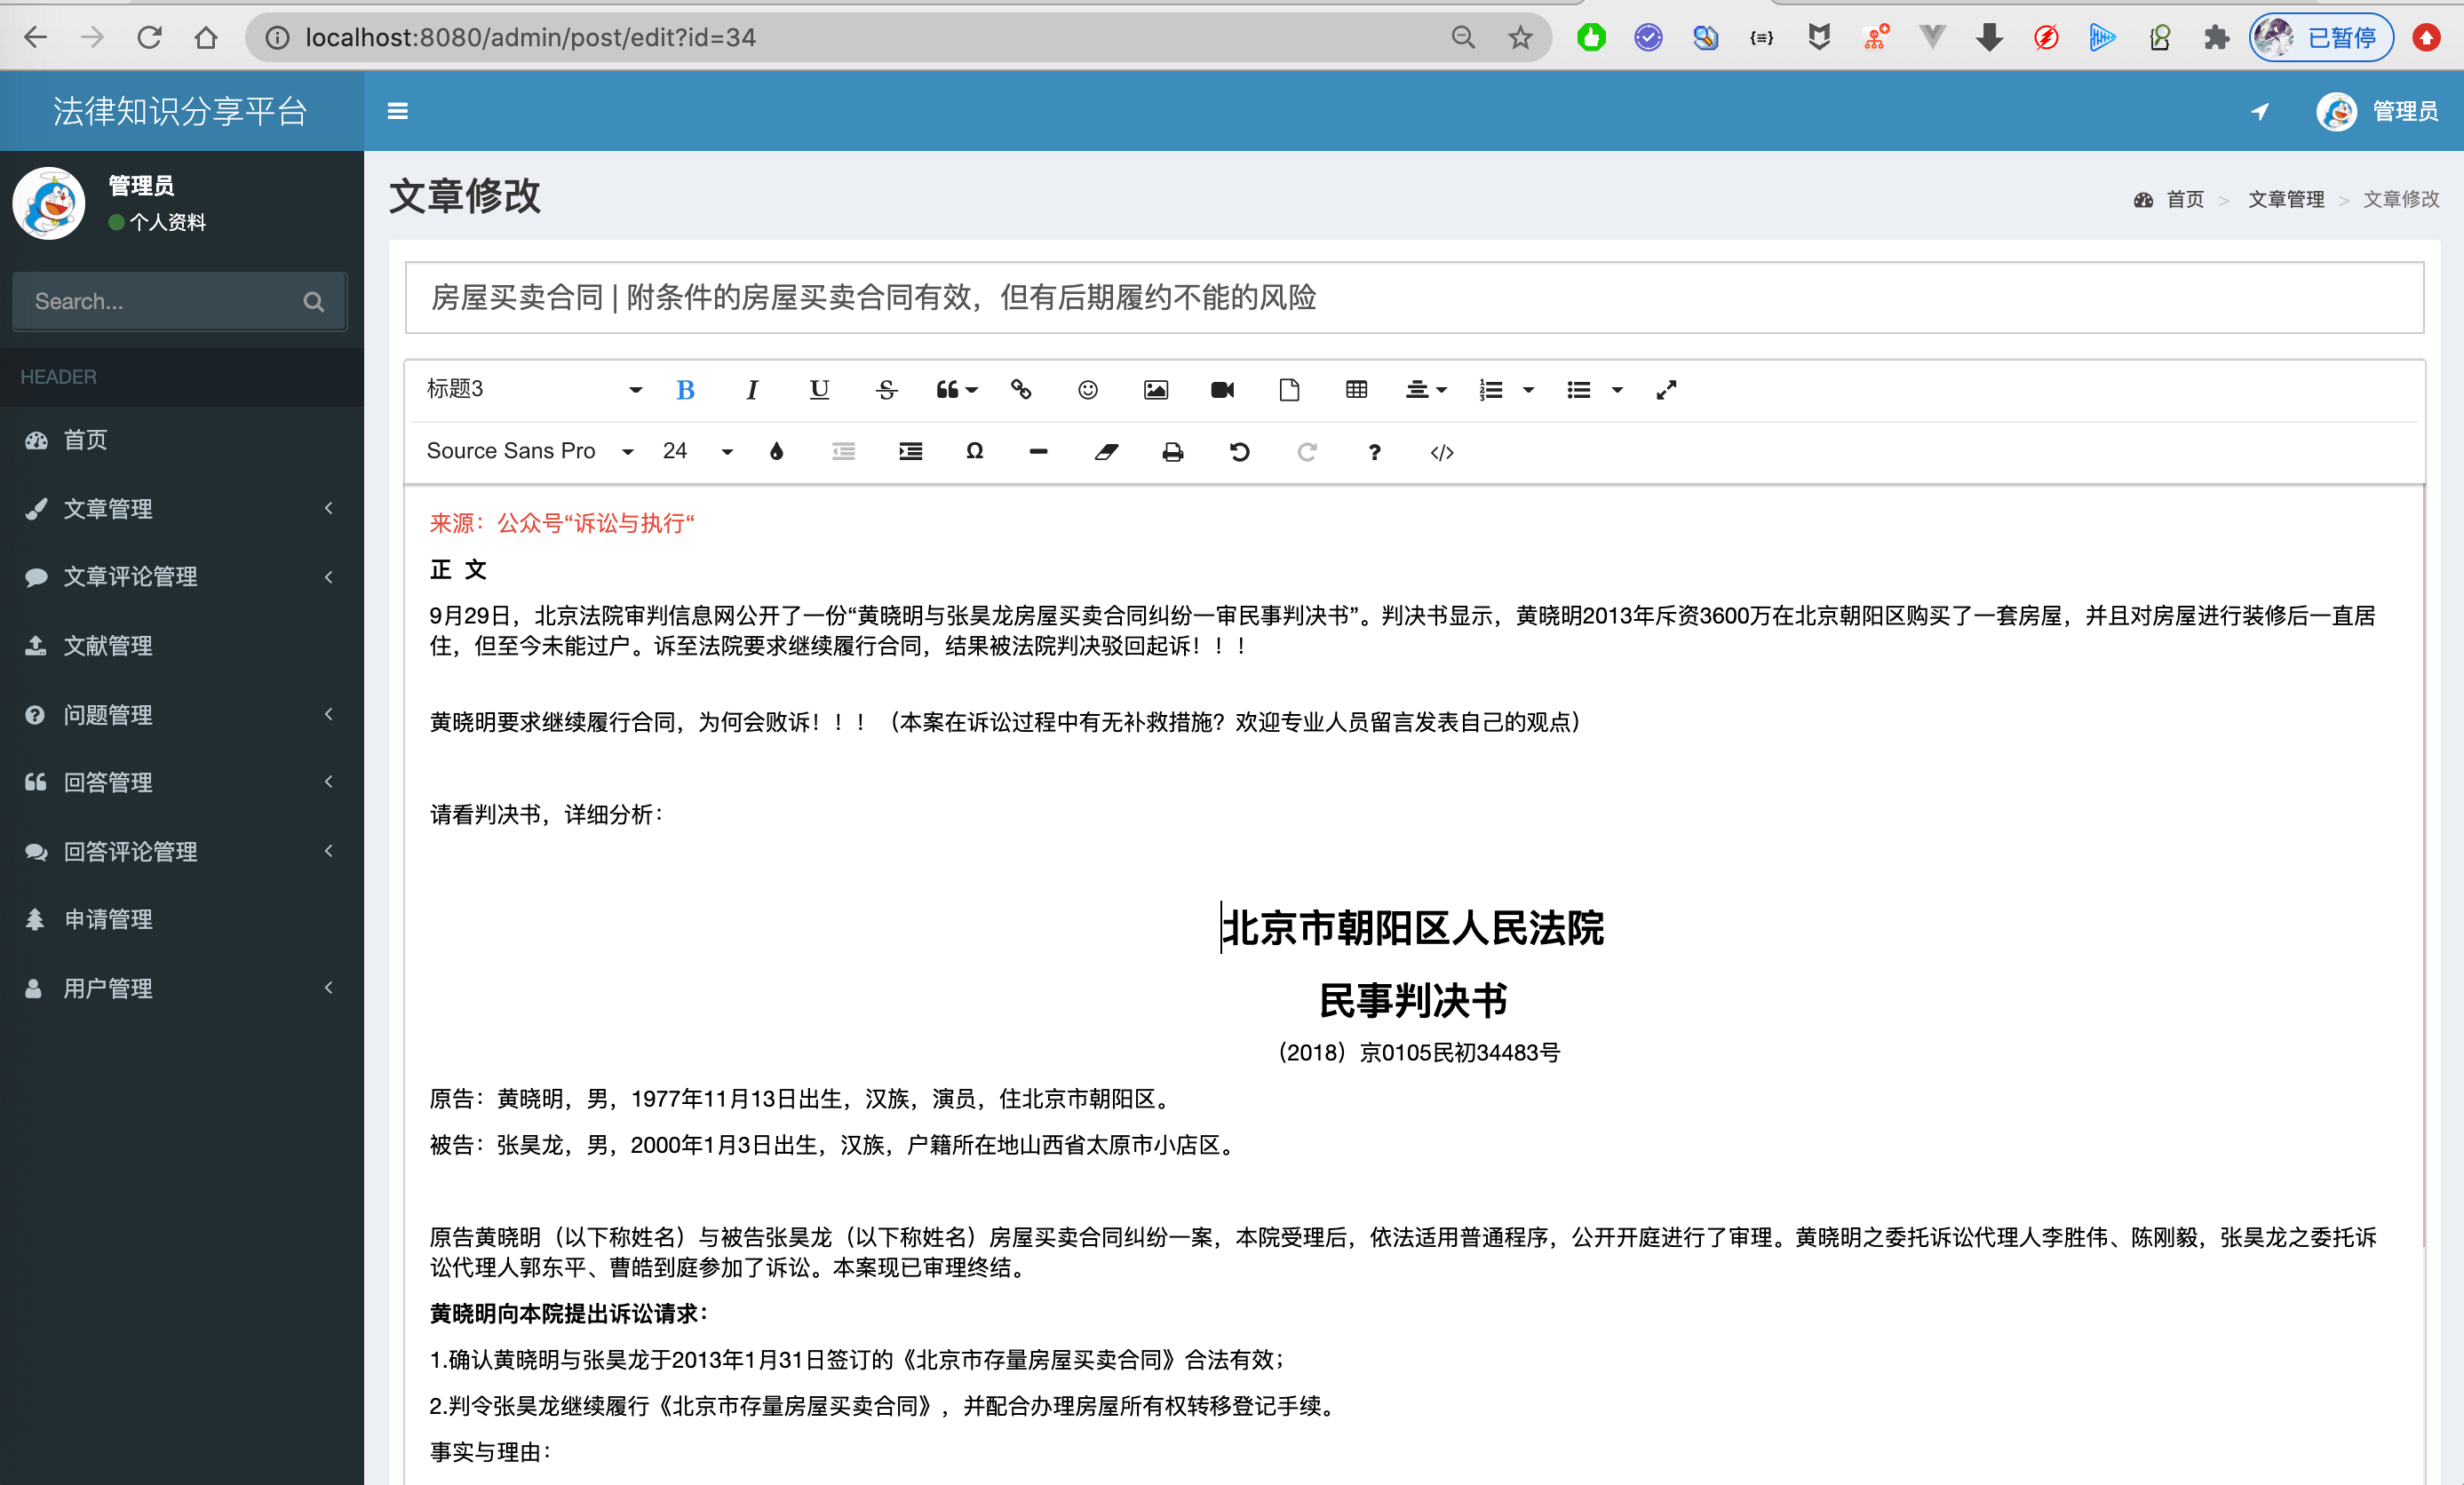 localhost:8080/admin/post/edit?id=34
已暂停
法律知识分享平台
管理员
管理员
个人资料
Search...
HEADER
首页
文章管理
文章评论管理
文献管理
问题管理
回答管理
回答评论管理
申请管理
用户管理
文章修改
首页 > 文章管理 > 文章修改
房屋买卖合同 | 附条件的房屋买卖合同有效，但有后期履约不能的风险
标题3
Source Sans Pro 24
来源：公众号“诉讼与执行“
正 文
9月29日，北京法院审判信息网公开了一份“黄晓明与张昊龙房屋买卖合同纠纷一审民事判决书”。判决书显示，黄晓明2013年斥资3600万在北京朝阳区购买了一套房屋，并且对房屋进行装修后一直居
住，但至今未能过户。诉至法院要求继续履行合同，结果被法院判决驳回起诉！！！
黄晓明要求继续履行合同，为何会败诉！！！（本案在诉讼过程中有无补救措施？欢迎专业人员留言发表自己的观点）
请看判决书，详细分析：
北京市朝阳区人民法院
民事判决书
（2018）京0105民初34483号
原告：黄晓明，男，1977年11月13日出生，汉族，演员，住北京市朝阳区。
被告：张昊龙，男，2000年1月3日出生，汉族，户籍所在地山西省太原市小店区。
原告黄晓明（以下称姓名）与被告张昊龙（以下称姓名）房屋买卖合同纠纷一案，本院受理后，依法适用普通程序，公开开庭进行了审理。黄晓明之委托诉讼代理人李胜伟、陈刚毅，张昊龙之委托诉
讼代理人郭东平、曹皓到庭参加了诉讼。本案现已审理终结。
黄晓明向本院提出诉讼请求：
1.确认黄晓明与张昊龙于2013年1月31日签订的《北京市存量房屋买卖合同》合法有效；
2.判令张昊龙继续履行《北京市存量房屋买卖合同》，并配合办理房屋所有权转移登记手续。
事实与理由：